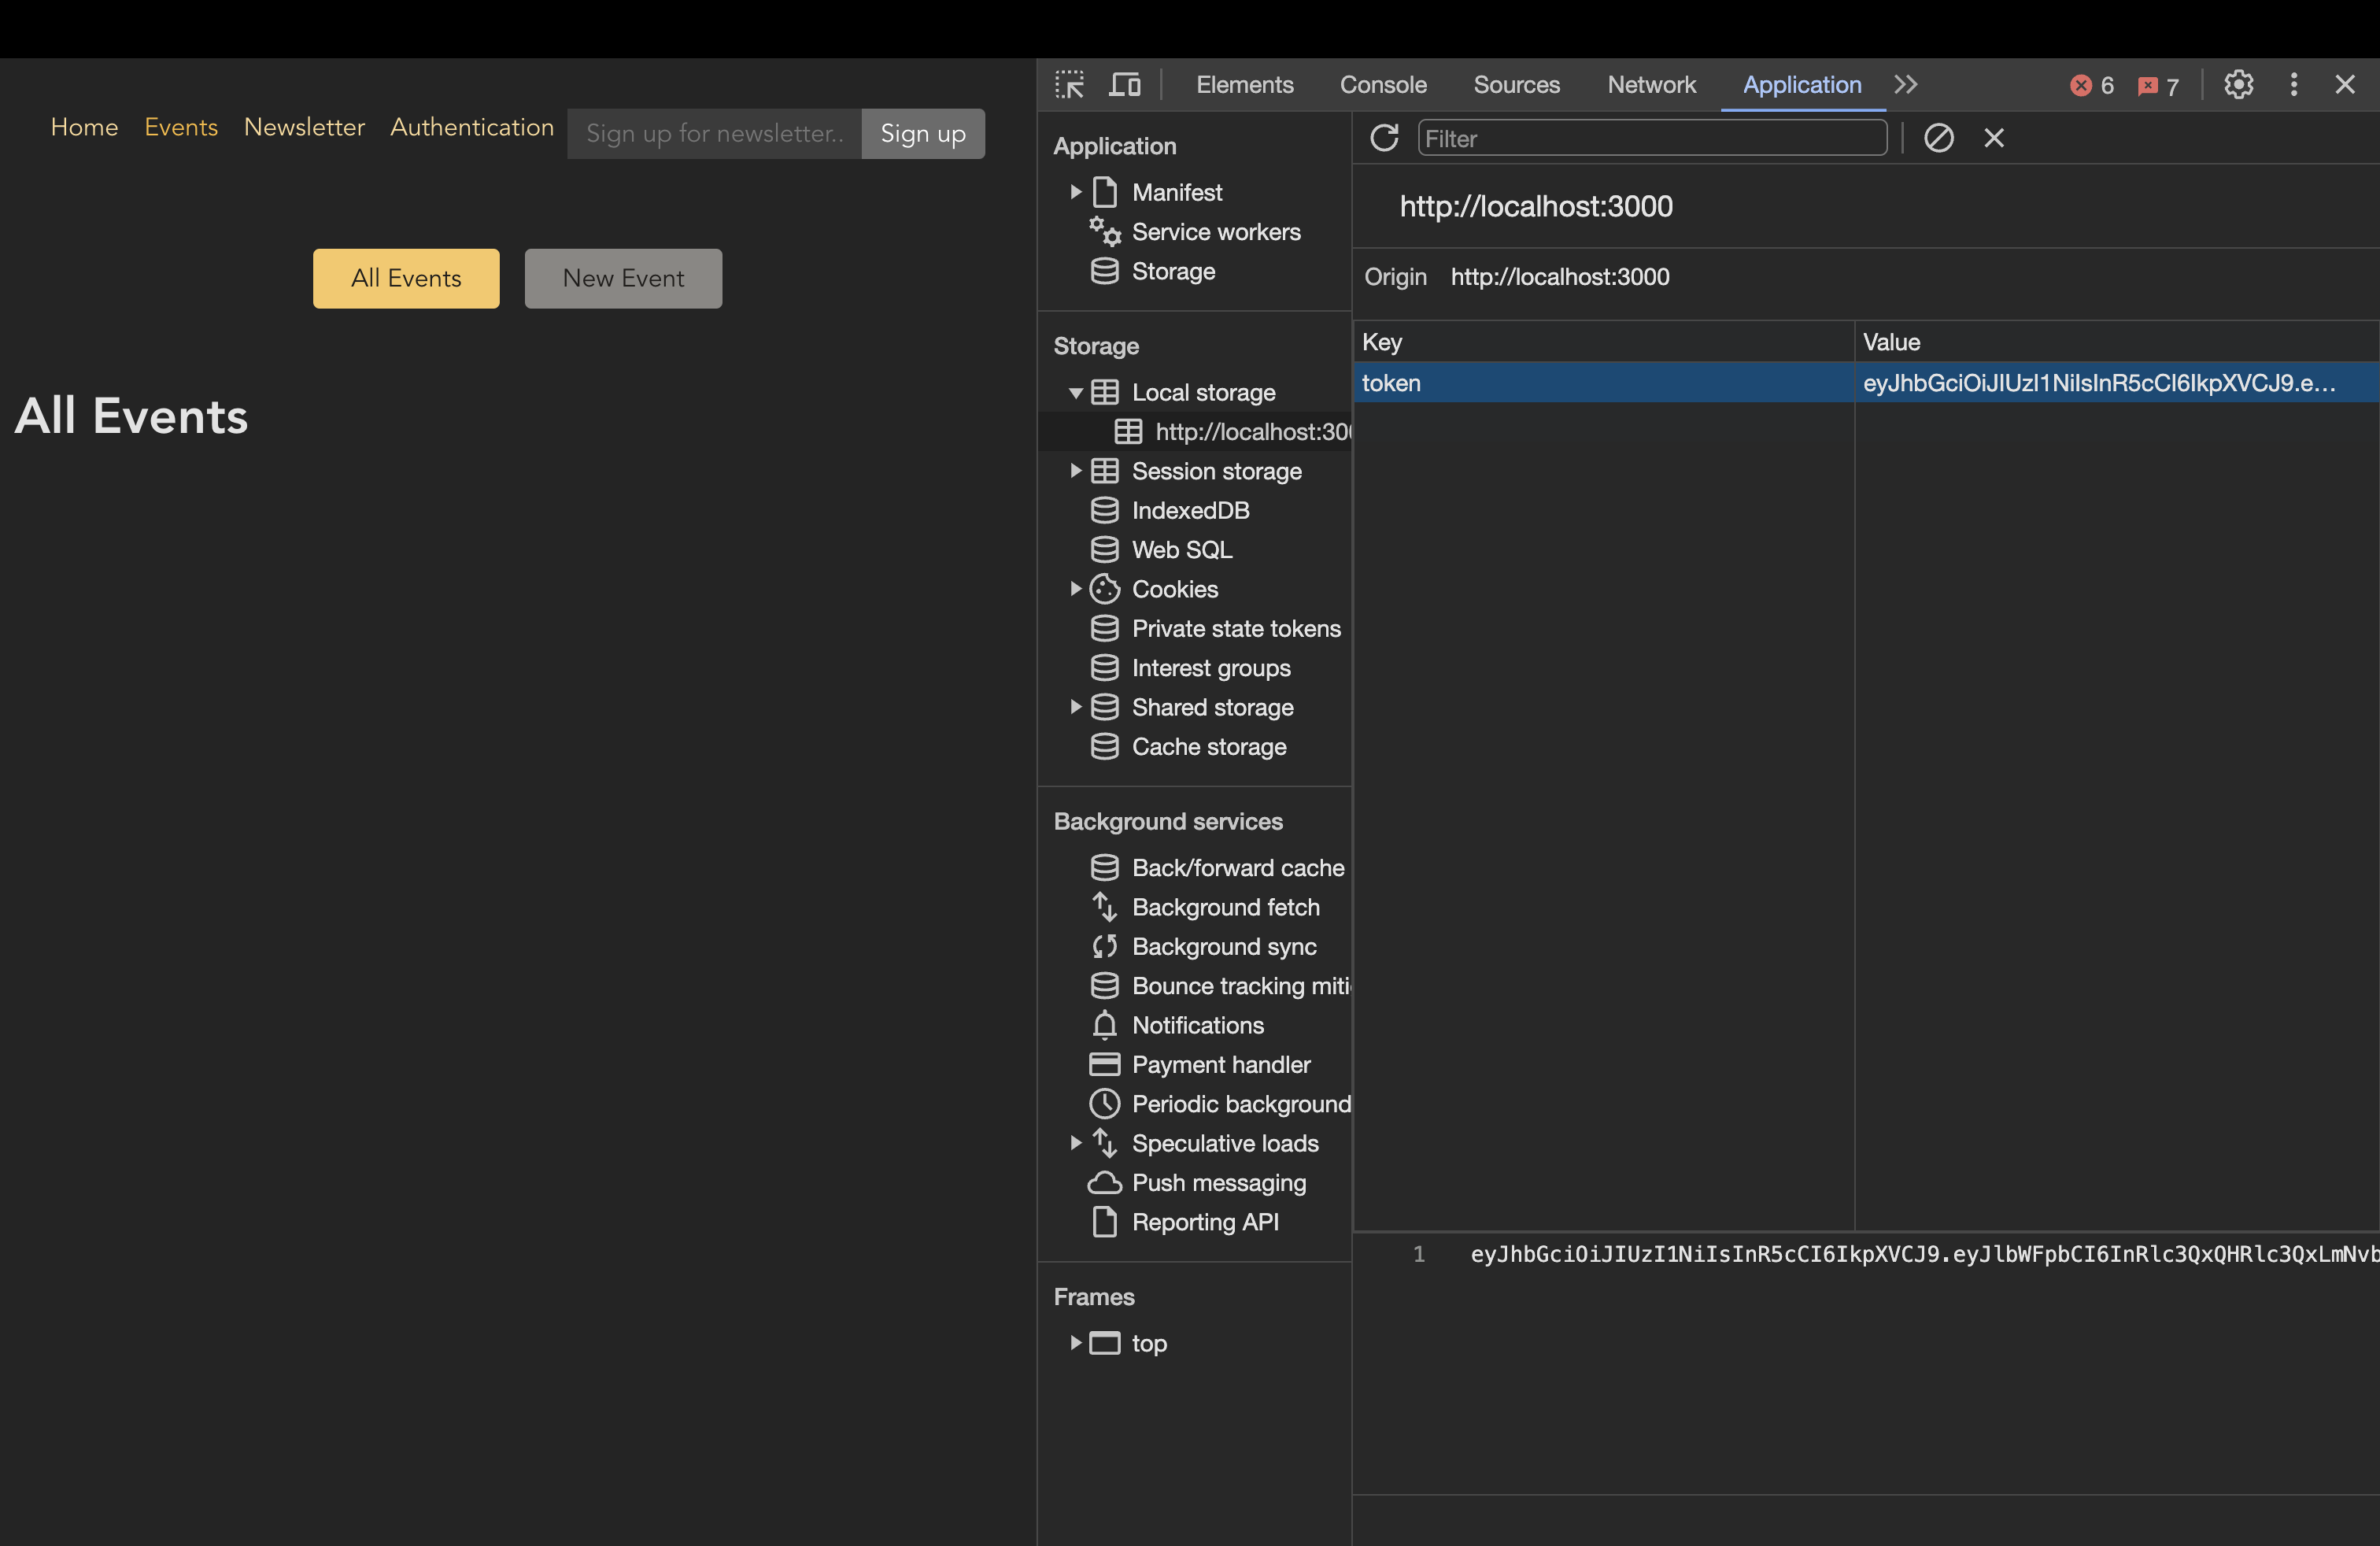 Home Events Newsletter Authentication Sign up for newsletter.. Sign up
All Events New Event
All Events
Elements Console Sources Network Application 6 7
Application
Manifest
Service workers
Storage
Storage
Local storage
http://localhost:300
Session storage
IndexedDB
Web SQL
Cookies
Private state tokens
Interest groups
Shared storage
Cache storage
Background services
Back/forward cache
Background fetch
Background sync
Bounce tracking miti
Notifications
Payment handler
Periodic background
Speculative loads
Push messaging
Reporting API
Frames
top
Filter
http://localhost:3000
Origin http://localhost:3000
Key Value
token eyJhbGciOiJIUzI1NiIsInR5cCI6IkpXVCJ9.e…
1 eyJhbGciOiJIUzI1NiIsInR5cCI6IkpXVCJ9.eyJlbWFpbCI6InRlc3QxQHRlc3QxLmNvb